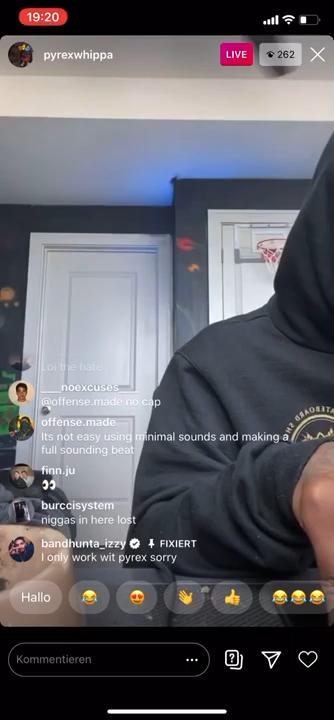 19:20
pyrexwhippa
LIVE
262
Lol the hate
___noexcuses__
@offense.made no cap
offense.made
Its not easy using minimal sounds and making a
full sounding beat
finn.ju
👀
burccisystem
niggas in here lost
bandhunta_izzy FIXIERT
I only work wit pyrex sorry
Hallo 😂 😍 👋 👍 😂😂😂
Kommentieren